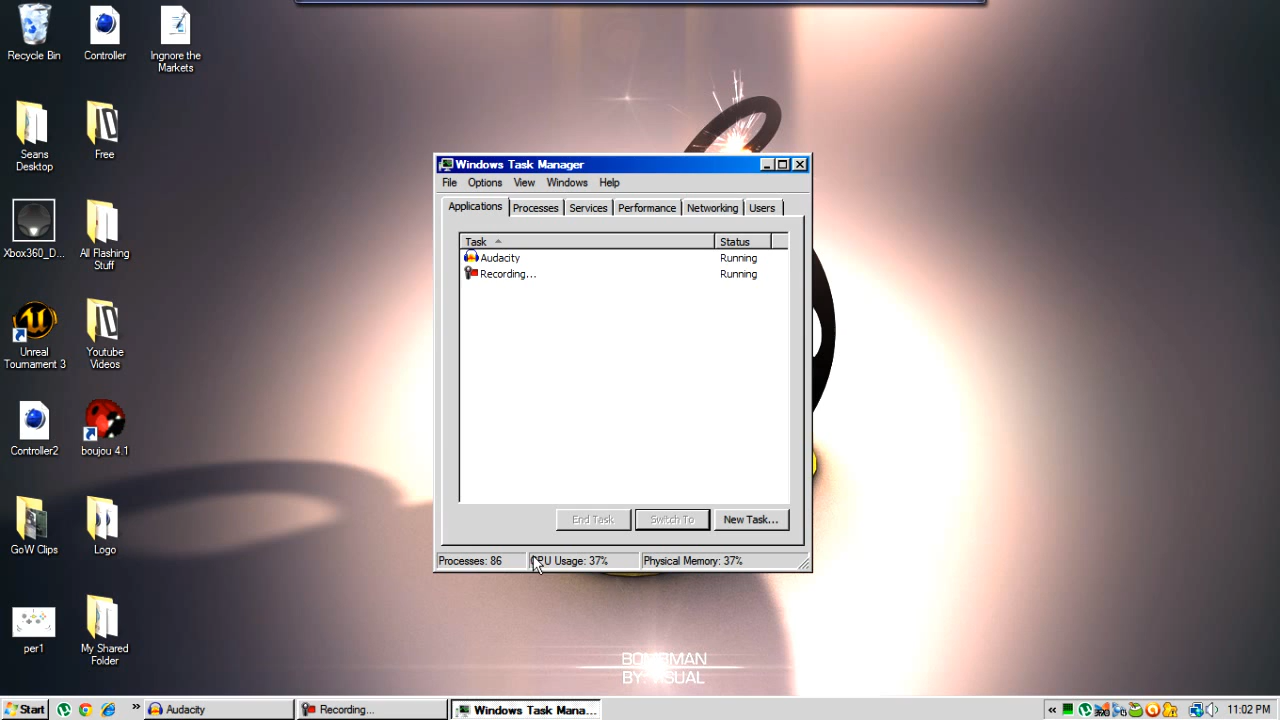 Recycle Bin
Controller
Ingnore the
Markets
Seans
Desktop
Free
Xbox360_D...
All Flashing
Stuff
Unreal
Tournament 3
Youtube
Videos
Controller2
boujou 4.1
GoW Clips
Logo
per1
My Shared
Folder
Windows Task Manager
File Options View Windows Help
Applications Processes Services Performance Networking Users
Task Status
Audacity Running
Recording... Running
End Task Switch To New Task...
Processes: 86 CPU Usage: 37% Physical Memory: 37%
BY:
Start » Audacity Recording... Windows Task Mana... « 11:02 PM